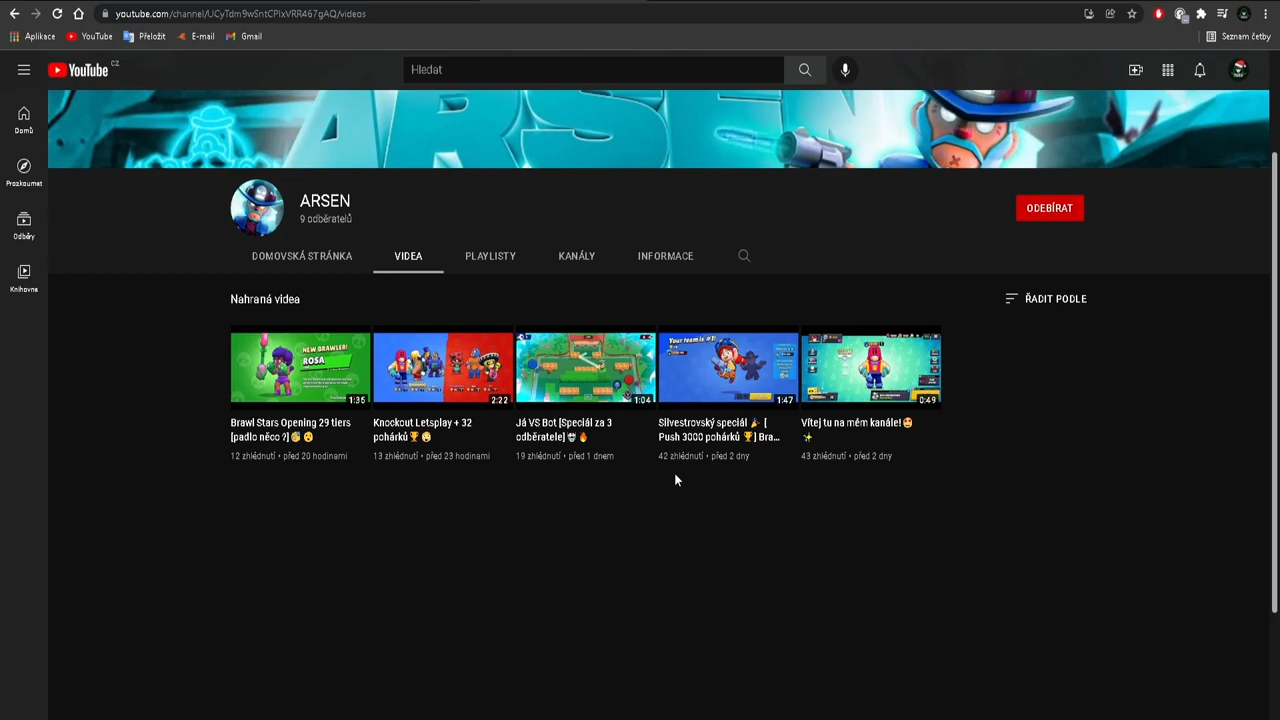 youtube.com/channel/UCyTdm9wSntCPlxVRR467gAQ/videos
Aplikace YouTube Přeložit E-mail Gmail Seznam četby
YouTube CZ
Hledat
Domů
Prozkoumat
Odběry
Knihovna
ARSEN
ARSEN
9 odběratelů
ODEBÍRAT
DOMOVSKÁ STRÁNKA VIDEA PLAYLISTY KANÁLY INFORMACE
Nahraná videa
ŘADIT PODLE
NEW BRAWLER!
ROSA
1:35
Brawl Stars Opening 29 tiers
[padlo něco ?]🥳😯
12 zhlédnutí • před 20 hodinami
2:22
Knockout Letsplay + 32
pohárků🏆😳
13 zhlédnutí • před 23 hodinami
1:04
Já VS Bot [Speciál za 3
odběratele]🤠🔥
19 zhlédnutí • před 1 dnem
Your team is #1!
1:47
Silvestrovský speciál 🎉 [
Push 3000 pohárků 🏆] Bra...
42 zhlédnutí • před 2 dny
0:49
Vítej tu na mém kanále!🤩
✨
43 zhlédnutí • před 2 dny